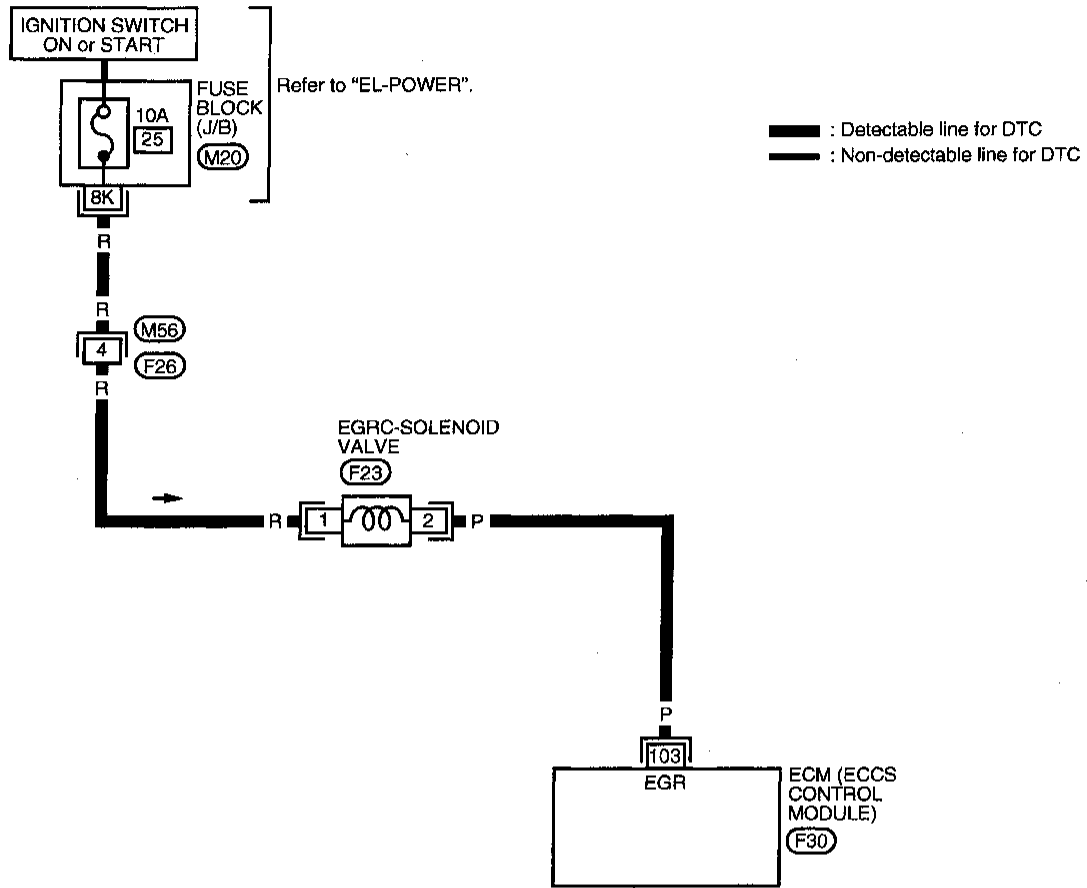 IGNITION SWITCH
ON or START
Refer to "EL-POWER".
FUSE
BLOCK
(J/B)
M20
10A
25
8K
: Detectable line for DTC
: Non-detectable line for DTC
R
R
4
M56
F26
R
EGRC-SOLENOID
VALVE
F23
R
1
2
P
P
103
EGR
ECM (ECCS
CONTROL
MODULE)
F30